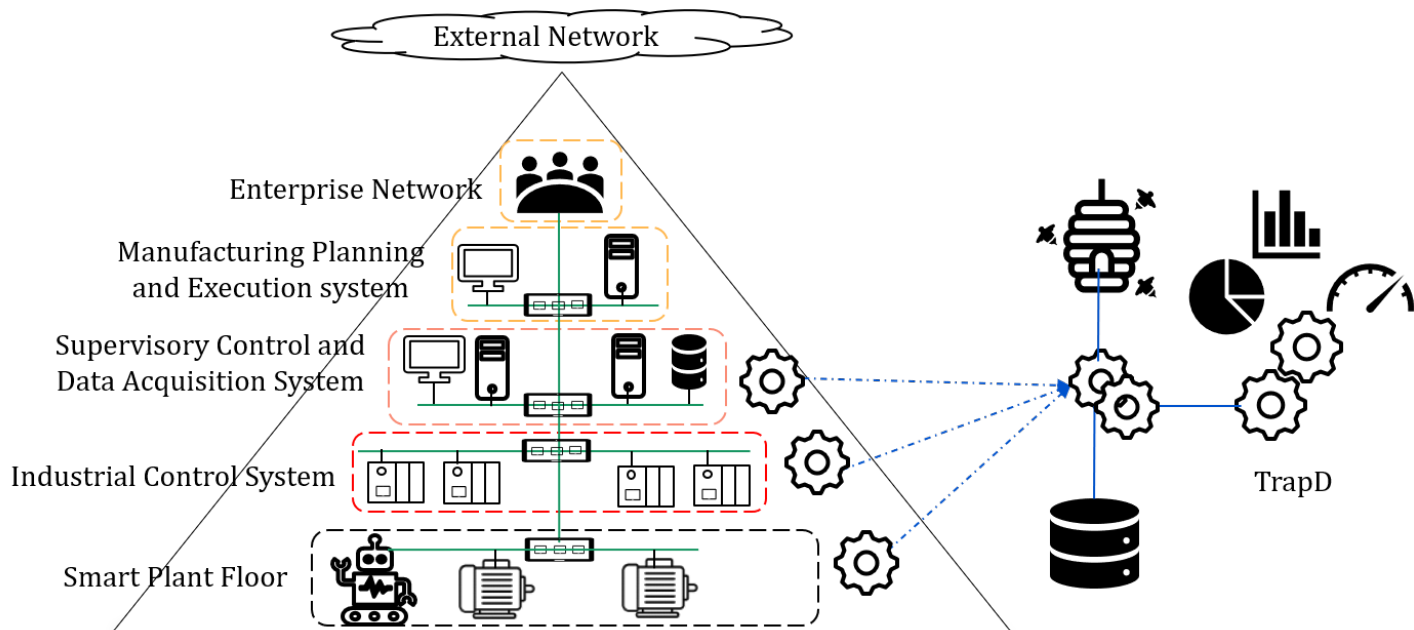 External Network
Enterprise Network
Manufacturing Planning
and Execution system
Supervisory Control and
Data Acquisition System
Industrial Control System
TrapD
Smart Plant Floor